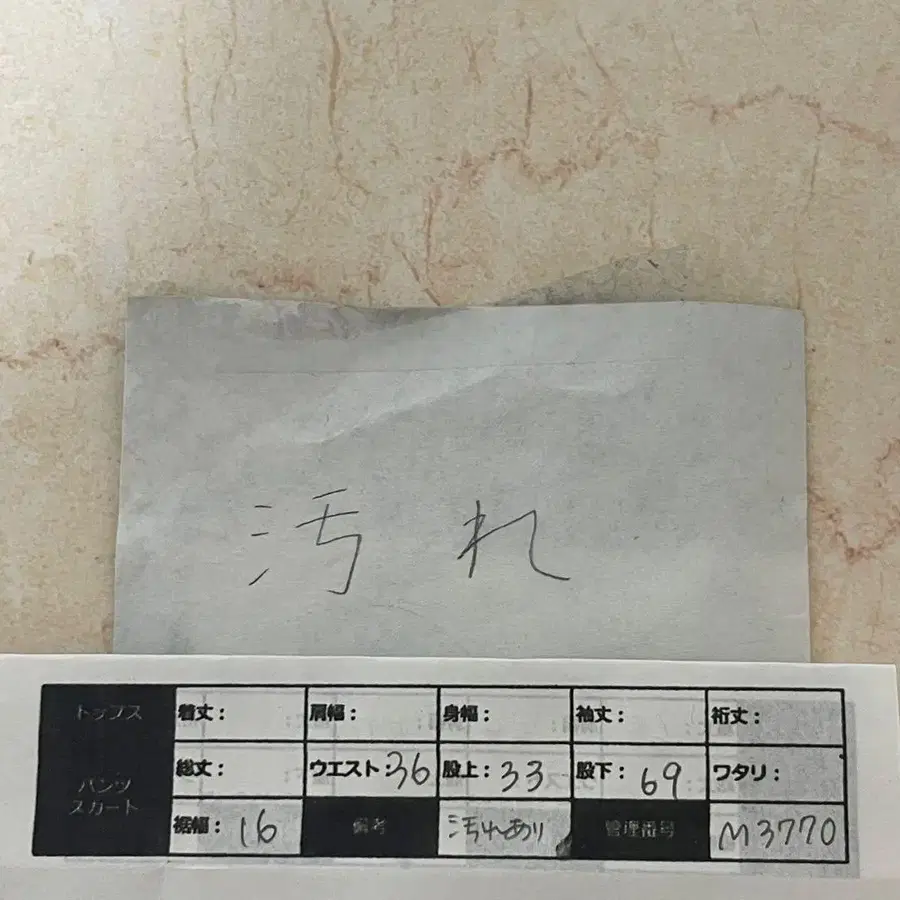 汚れ
トップス 着丈: 肩幅: 身幅: 袖丈: 裄丈:
パンツ スカート 総丈: ウエスト:36 股上:33 股下:69 ワタリ:
裾幅:16 備考 汚れあり 管理番号 M3770